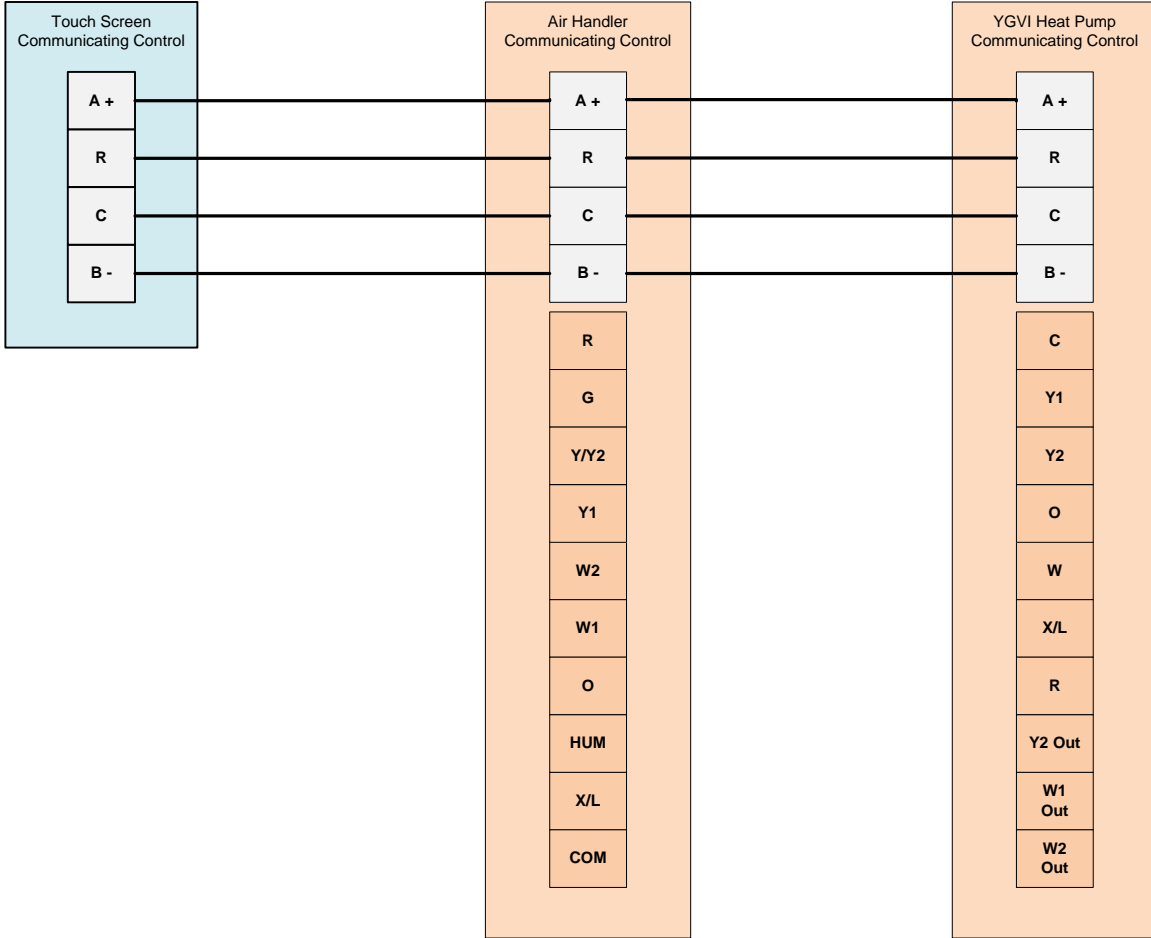 Touch Screen
Communicating Control
A +
R
C
B -
Air Handler
Communicating Control
A +
R
C
B -
R
G
Y/Y2
Y1
W2
W1
O
HUM
X/L
COM
YGVI Heat Pump
Communicating Control
A +
R
C
B -
C
Y1
Y2
O
W
X/L
R
Y2 Out
W1
Out
W2
Out